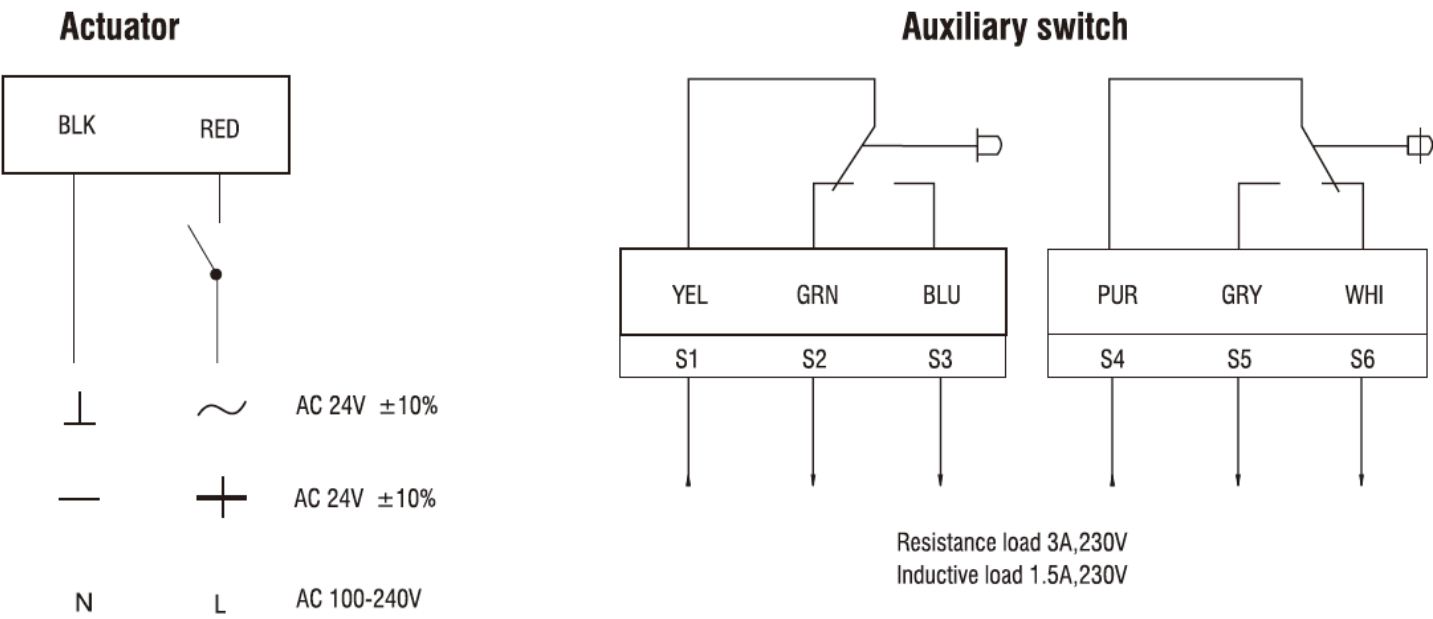 Actuator
Auxiliary switch
BLK RED
YEL GRN BLU
PUR GRY WHI
S1 S2 S3
S4 S5 S6
AC 24V ±10%
AC 24V ±10%
N L AC 100-240V
Resistance load 3A,230V
Inductive load 1.5A,230V